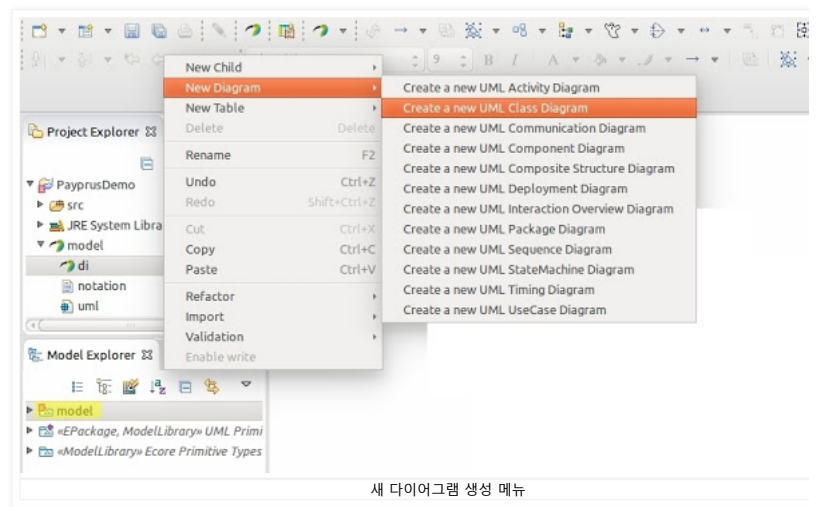 9
New Child
New Diagram
New Table
Delete Delete
Rename F2
Undo Ctrl+Z
Redo Shift+Ctrl+Z
Cut Ctrl+X
Copy Ctrl+C
Paste Ctrl+V
Refactor
Import
Validation
Enable write
Create a new UML Activity Diagram
Create a new UML Class Diagram
Create a new UML Communication Diagram
Create a new UML Component Diagram
Create a new UML Composite Structure Diagram
Create a new UML Deployment Diagram
Create a new UML Interaction Overview Diagram
Create a new UML Package Diagram
Create a new UML Sequence Diagram
Create a new UML StateMachine Diagram
Create a new UML Timing Diagram
Create a new UML UseCase Diagram
Project Explorer
PayprusDemo
src
JRE System Libra
model
di
notation
uml
Model Explorer
model
«EPackage, ModelLibrary» UML Primi
«ModelLibrary» Ecore Primitive Types
새 다이어그램 생성 메뉴